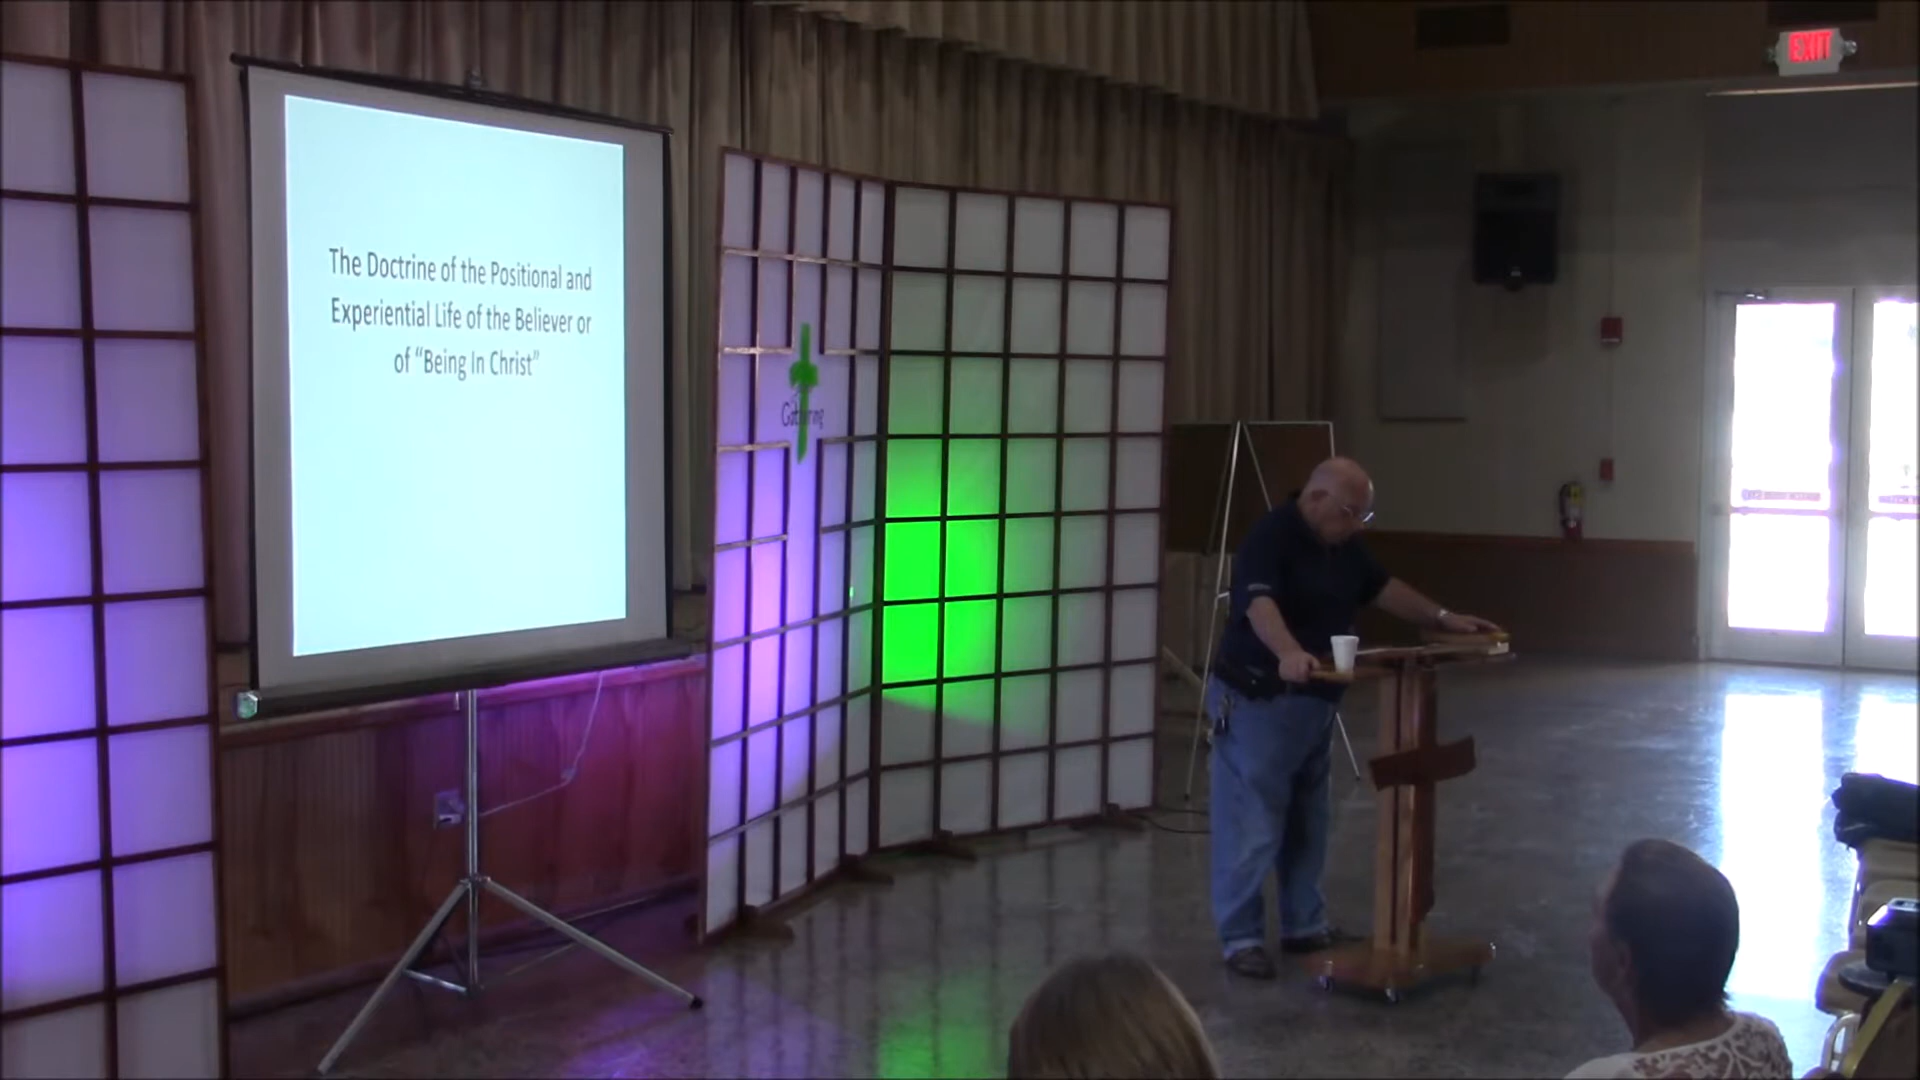 The Doctrine of the Positional and
Experiential Life of the Believer or
of “Being In Christ”
Gathering
EXIT